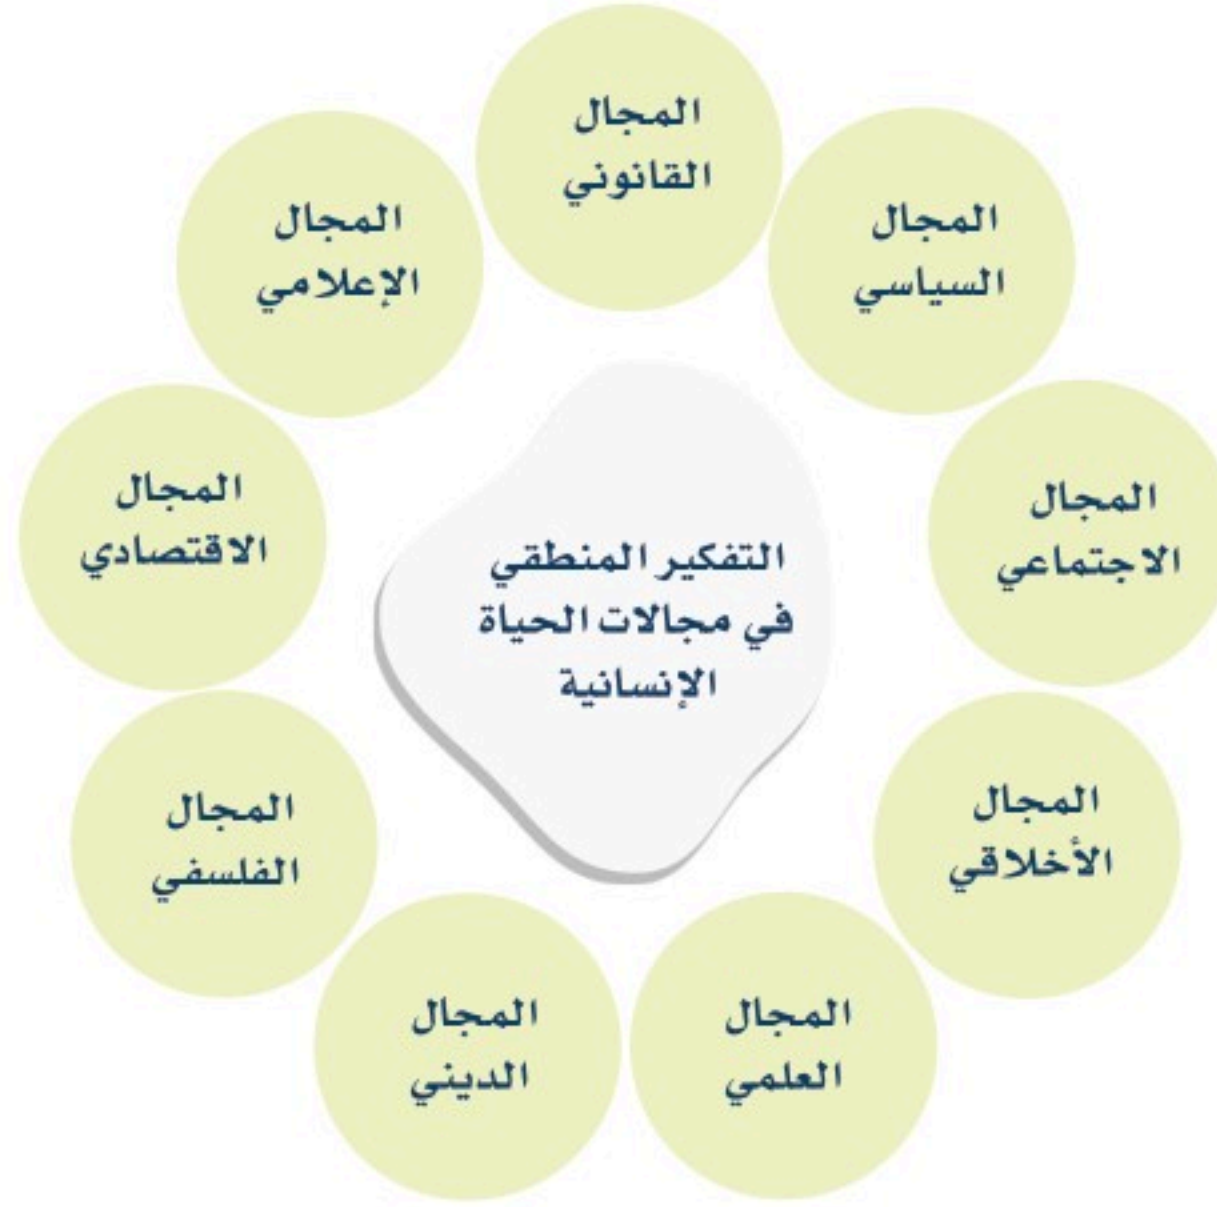 المجال
القانوني
المجال
السياسي
المجال
الاجتماعي
المجال
الأخلاقي
المجال
العلمي
المجال
الديني
المجال
الفلسفي
المجال
الاقتصادي
المجال
الإعلامي
التفكير المنطقي
في مجالات الحياة
الإنسانية